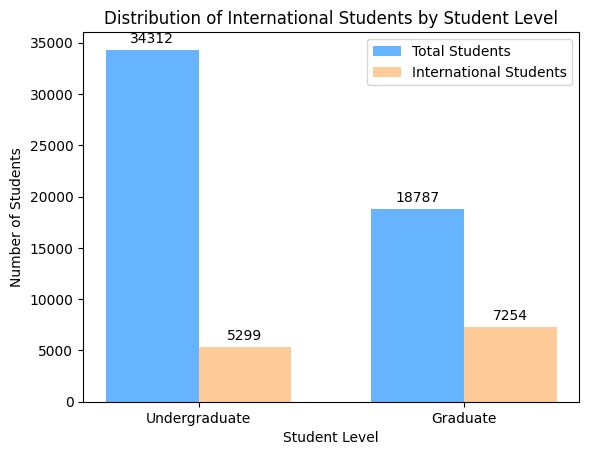 Distribution of International Students by Student Level
Number of Students
35000
30000
25000
20000
15000
10000
5000
0
34312
5299
18787
7254
Total Students
International Students
Undergraduate
Graduate
Student Level